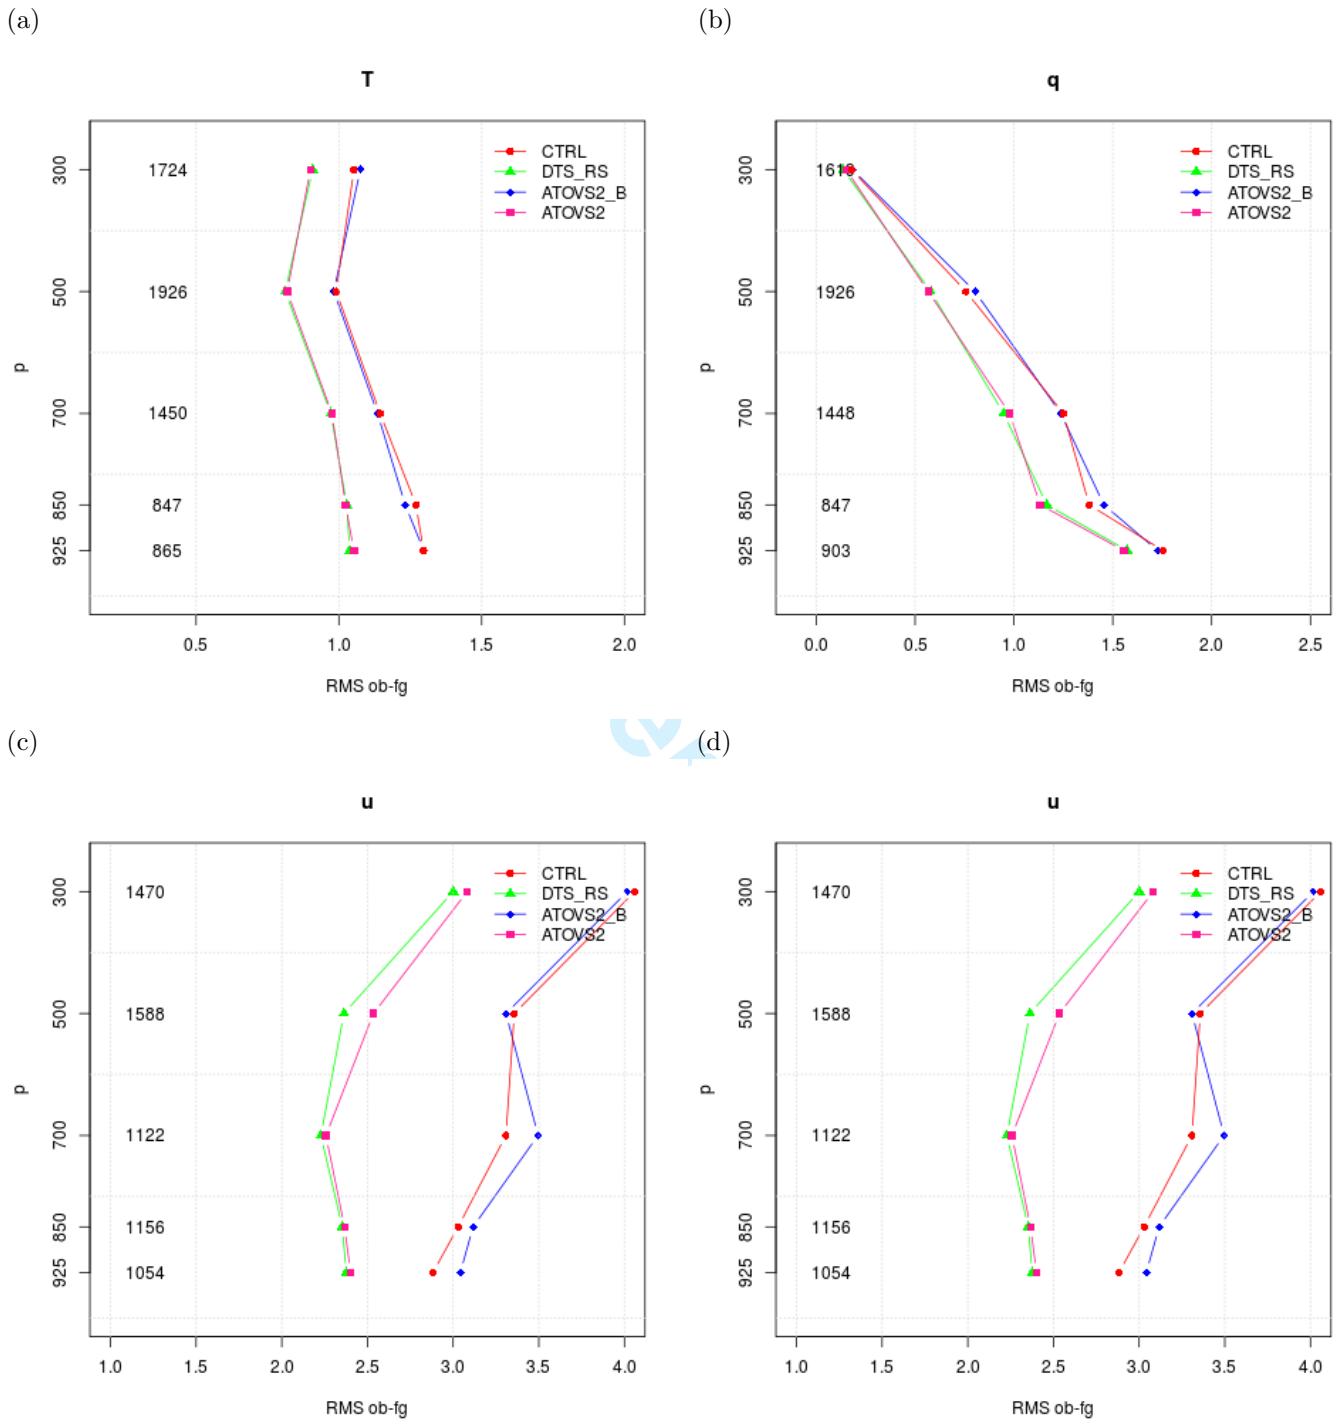 (a)
T
CTRL
DTS_RS
ATOVS2_B
ATOVS2
300
500
700
850
925
p
1724
1926
1450
847
865
0.5 1.0 1.5 2.0
RMS ob-fg
(b)
q
CTRL
DTS_RS
ATOVS2_B
ATOVS2
300
500
700
850
925
p
1926
1448
847
903
0.0 0.5 1.0 1.5 2.0 2.5
RMS ob-fg
(c)
u
CTRL
DTS_RS
ATOVS2_B
ATOVS2
300
500
700
850
925
p
1470
1588
1122
1156
1054
1.0 1.5 2.0 2.5 3.0 3.5 4.0
RMS ob-fg
(d)
u
CTRL
DTS_RS
ATOVS2_B
ATOVS2
300
500
700
850
925
p
1470
1588
1122
1156
1054
1.0 1.5 2.0 2.5 3.0 3.5 4.0
RMS ob-fg